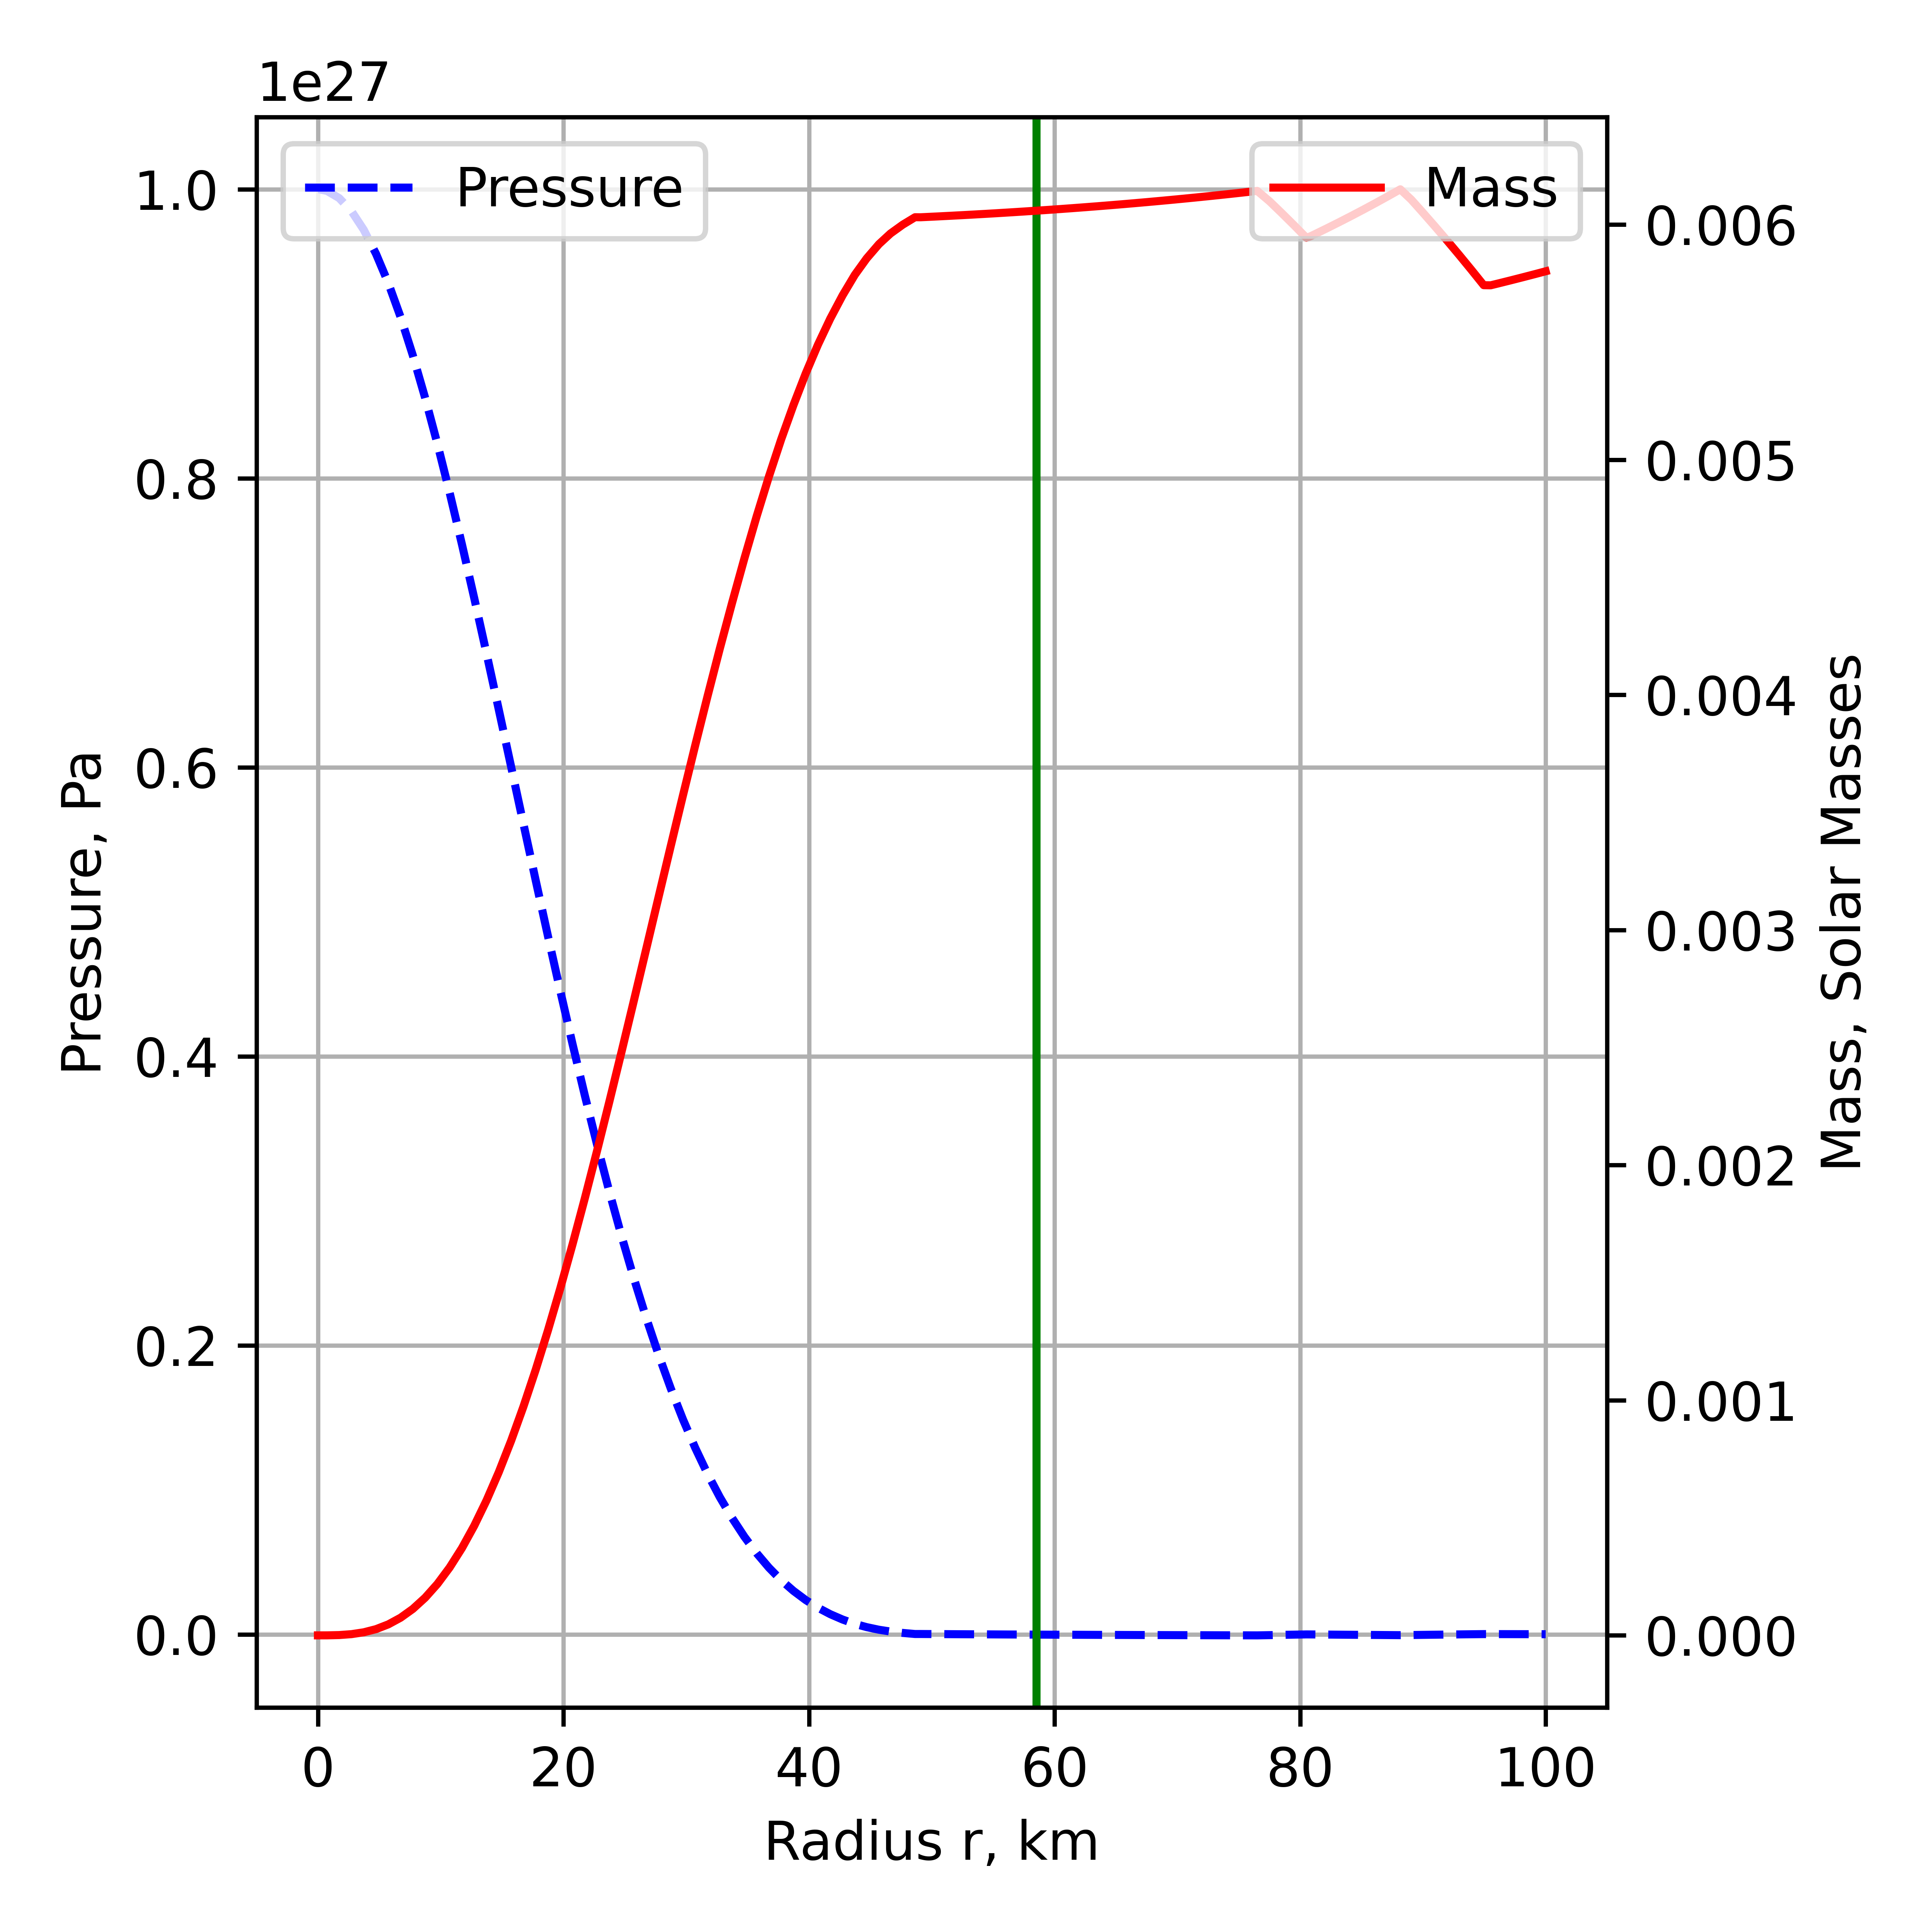 1e27
Pressure
Mass
1.0
0.8
0.6
0.4
0.2
0.0
Pressure, Pa
0.006
0.005
0.004
0.003
0.002
0.001
0.000
Mass, Solar Masses
0 20 40 60 80 100
Radius r, km